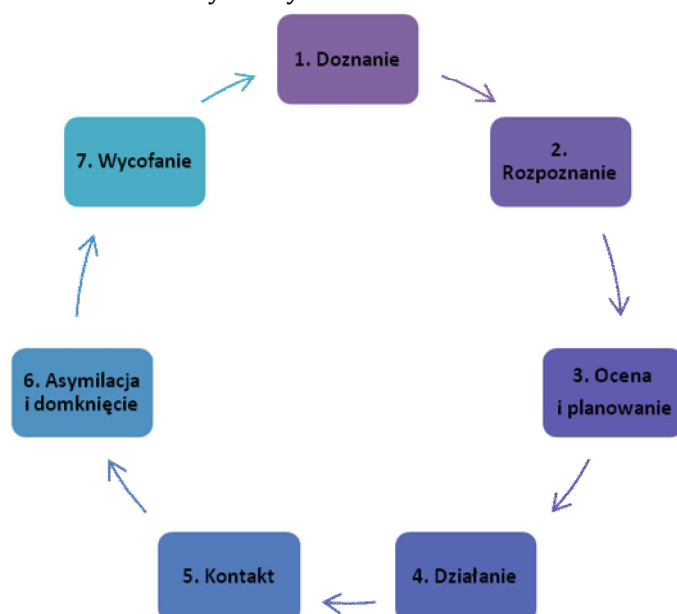 1. Doznanie
2.
Rozpoznanie
3. Ocena
i planowanie
4. Działanie
5. Kontakt
6. Asymilacja
i domknięcie
7. Wycofanie